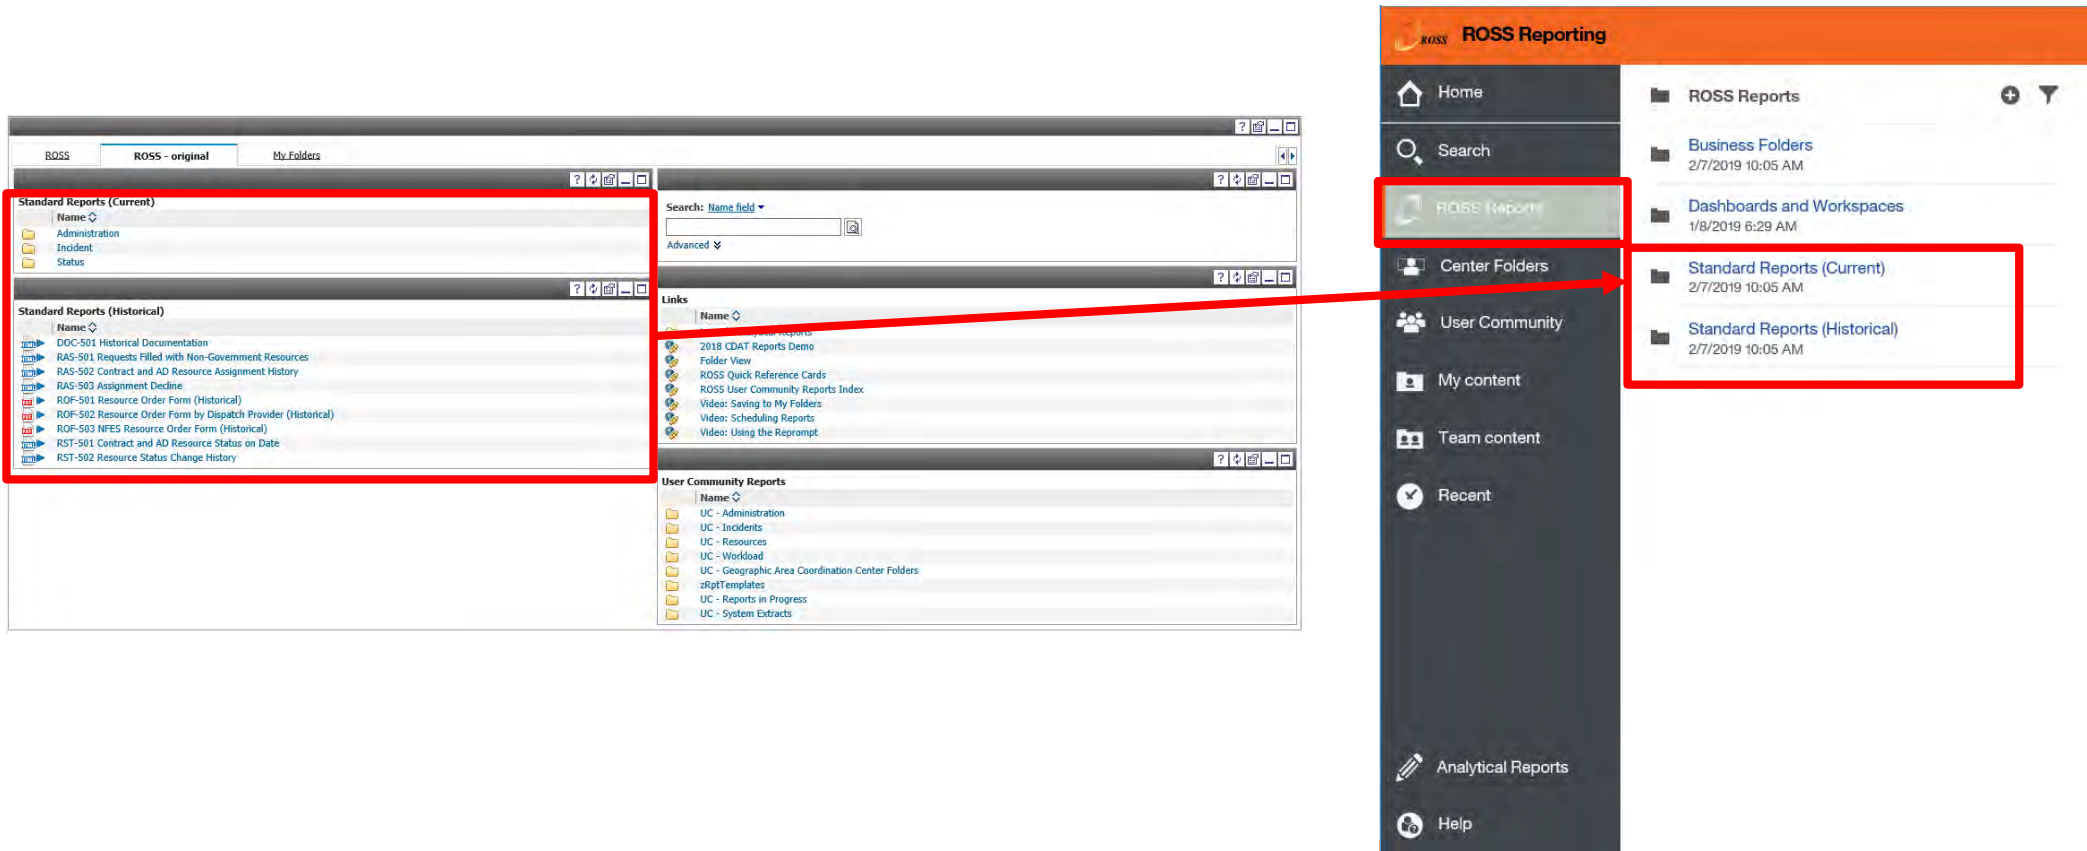 ROSS
ROSS - original
My Folders
Standard Reports (Current)
Name
Administration
Incident
Status
Standard Reports (Historical)
Name
DOC-501 Historical Documentation
RAS-501 Requests Filled with Non-Government Resources
RAS-502 Contract and AD Resource Assignment History
RAS-503 Assignment Decline
ROF-501 Resource Order Form (Historical)
ROF-502 Resource Order Form by Dispatch Provider (Historical)
ROF-503 NFES Resource Order Form (Historical)
RST-501 Contract and AD Resource Status on Date
RST-502 Resource Status Change History
Search: Name field
Advanced
Links
Name
Reports
2018 CDAT Reports Demo
Folder View
ROSS Quick Reference Cards
ROSS User Community Reports Index
Video: Saving to My Folders
Video: Scheduling Reports
Video: Using the Reprompt
User Community Reports
Name
UC - Administration
UC - Incidents
UC - Resources
UC - Workload
UC - Geographic Area Coordination Center Folders
zRptTemplates
UC - Reports in Progress
UC - System Extracts
ROSS ROSS Reporting
Home
Search
ROSS Reports
Center Folders
User Community
My content
Team content
Recent
Analytical Reports
Help
ROSS Reports
Business Folders
2/7/2019 10:05 AM
Dashboards and Workspaces
1/8/2019 6:29 AM
Standard Reports (Current)
2/7/2019 10:05 AM
Standard Reports (Historical)
2/7/2019 10:05 AM